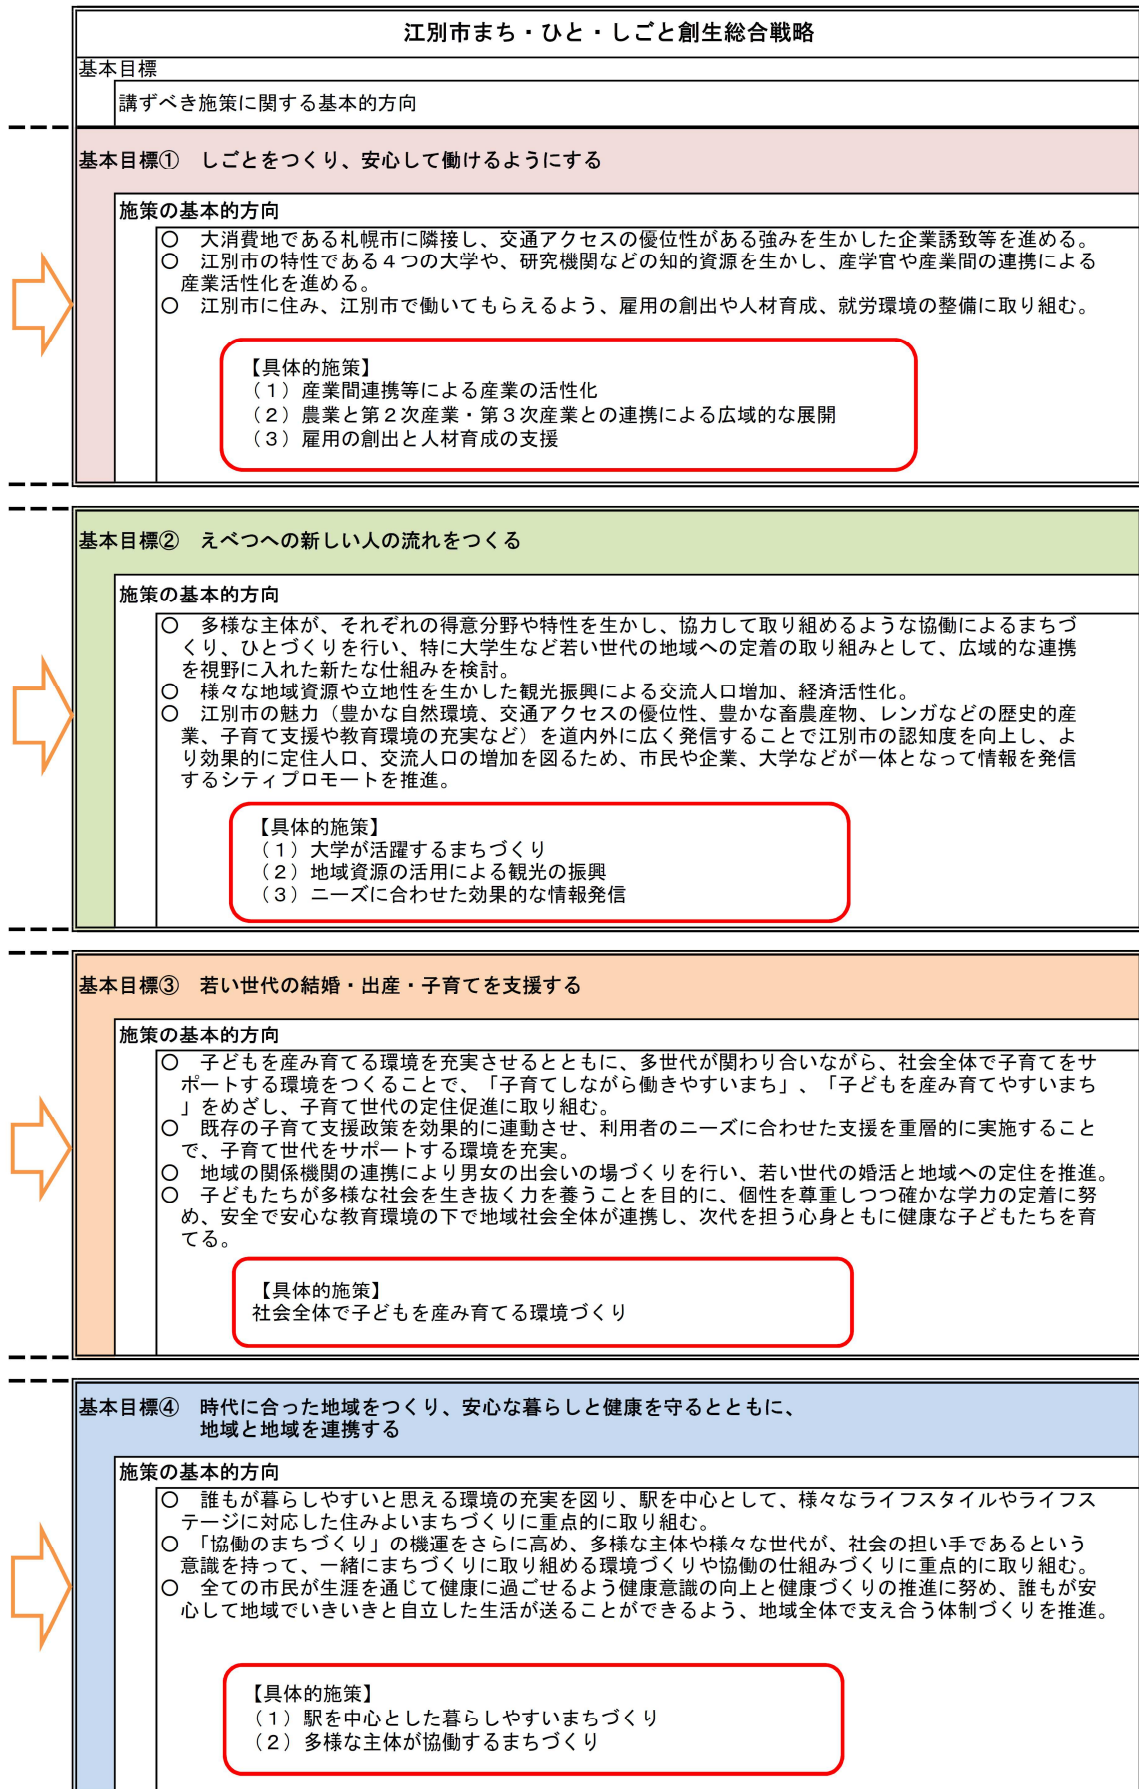 江別市まち・ひと・しごと創生総合戦略
基本目標
講ずべき施策に関する基本的方向
基本目標①　しごとをつくり、安心して働けるようにする
施策の基本的方向
○　大消費地である札幌市に隣接し、交通アクセスの優位性がある強みを生かした企業誘致等を進める。
○　江別市の特性である４つの大学や、研究機関などの知的資源を生かし、産学官や産業間の連携による
産業活性化を進める。
○　江別市に住み、江別市で働いてもらえるよう、雇用の創出や人材育成、就労環境の整備に取り組む。
【具体的施策】
（１）産業間連携等による産業の活性化
（２）農業と第２次産業・第３次産業との連携による広域的な展開
（３）雇用の創出と人材育成の支援
基本目標②　えべつへの新しい人の流れをつくる
施策の基本的方向
○　多様な主体が、それぞれの得意分野や特性を生かし、協力して取り組めるような協働によるまちづ
くり、ひとづくりを行い、特に大学生など若い世代の地域への定着の取り組みとして、広域的な連携
を視野に入れた新たな仕組みを検討。
○　様々な地域資源や立地性を生かした観光振興による交流人口増加、経済活性化。
○　江別市の魅力（豊かな自然環境、交通アクセスの優位性、豊かな畜農産物、レンガなどの歴史的産
業、子育て支援や教育環境の充実など）を道内外に広く発信することで江別市の認知度を向上し、よ
り効果的に定住人口、交流人口の増加を図るため、市民や企業、大学などが一体となって情報を発信
するシティプロモートを推進。
【具体的施策】
（１）大学が活躍するまちづくり
（２）地域資源の活用による観光の振興
（３）ニーズに合わせた効果的な情報発信
基本目標③　若い世代の結婚・出産・子育てを支援する
施策の基本的方向
○　子どもを産み育てる環境を充実させるとともに、多世代が関わり合いながら、社会全体で子育てをサ
ポートする環境をつくることで、「子育てしながら働きやすいまち」、「子どもを産み育てやすいまち
」をめざし、子育て世代の定住促進に取り組む。
○　既存の子育て支援政策を効果的に連動させ、利用者のニーズに合わせた支援を重層的に実施すること
で、子育て世代をサポートする環境を充実。
○　地域の関係機関の連携により男女の出会いの場づくりを行い、若い世代の婚活と地域への定住を推進。
○　子どもたちが多様な社会を生き抜く力を養うことを目的に、個性を尊重しつつ確かな学力の定着に努
め、安全で安心な教育環境の下で地域社会全体が連携し、次代を担う心身ともに健康な子どもたちを育
てる。
【具体的施策】
社会全体で子どもを産み育てる環境づくり
基本目標④　時代に合った地域をつくり、安心な暮らしと健康を守るとともに、
地域と地域を連携する
施策の基本的方向
○　誰もが暮らしやすいと思える環境の充実を図り、駅を中心として、様々なライフスタイルやライフス
テージに対応した住みよいまちづくりに重点的に取り組む。
○　「協働のまちづくり」の機運をさらに高め、多様な主体や様々な世代が、社会の担い手であるという
意識を持って、一緒にまちづくりに取り組める環境づくりや協働の仕組みづくりに重点的に取り組む。
○　全ての市民が生涯を通じて健康に過ごせるよう健康意識の向上と健康づくりの推進に努め、誰もが安
心して地域でいきいきと自立した生活が送ることができるよう、地域全体で支え合う体制づくりを推進。
【具体的施策】
（１）駅を中心とした暮らしやすいまちづくり
（２）多様な主体が協働するまちづくり